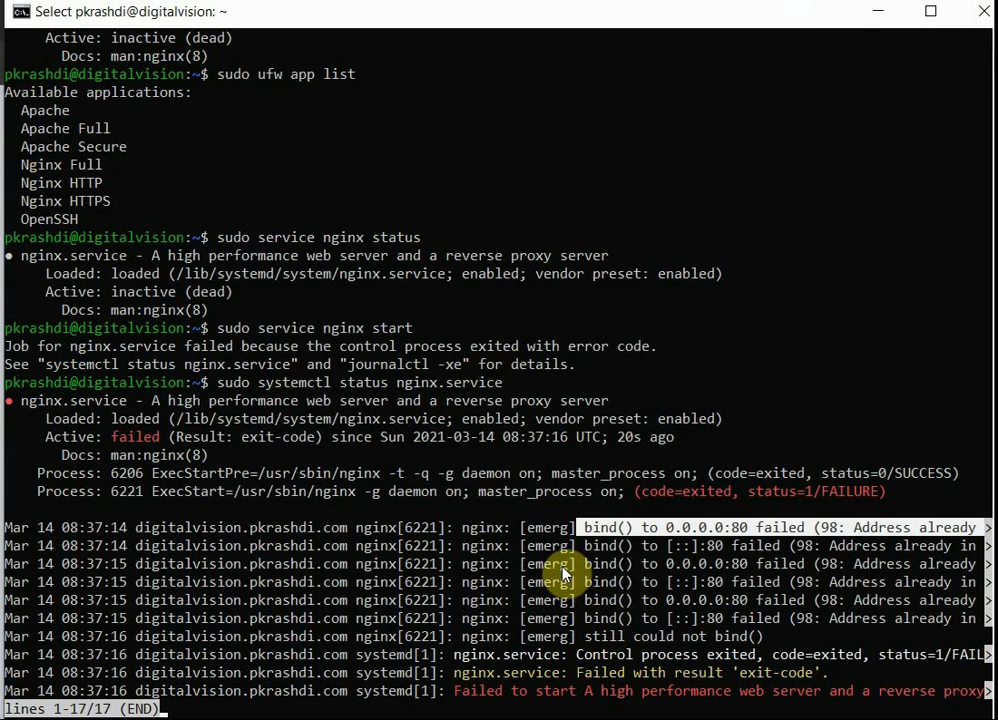 Select pkrashdi@digitalvision: ~
Active: inactive (dead)
Docs: man:nginx(8)
pkrashdi@digitalvision:~$ sudo ufw app list
Available applications:
Apache
Apache Full
Apache Secure
Nginx Full
Nginx HTTP
Nginx HTTPS
OpenSSH
pkrashdi@digitalvision:~$ sudo service nginx status
● nginx.service - A high performance web server and a reverse proxy server
Loaded: loaded (/lib/systemd/system/nginx.service; enabled; vendor preset: enabled)
Active: inactive (dead)
Docs: man:nginx(8)
pkrashdi@digitalvision:~$ sudo service nginx start
Job for nginx.service failed because the control process exited with error code.
See "systemctl status nginx.service" and "journalctl -xe" for details.
pkrashdi@digitalvision:~$ sudo systemctl status nginx.service
● nginx.service - A high performance web server and a reverse proxy server
Loaded: loaded (/lib/systemd/system/nginx.service; enabled; vendor preset: enabled)
Active: failed (Result: exit-code) since Sun 2021-03-14 08:37:16 UTC; 20s ago
Docs: man:nginx(8)
Process: 6206 ExecStartPre=/usr/sbin/nginx -t -q -g daemon on; master_process on; (code=exited, status=0/SUCCESS)
Process: 6221 ExecStart=/usr/sbin/nginx -g daemon on; master_process on; (code=exited, status=1/FAILURE)
Mar 14 08:37:14 digitalvision.pkrashdi.com nginx[6221]: nginx: [emerg] bind() to 0.0.0.0:80 failed (98: Address already >
Mar 14 08:37:14 digitalvision.pkrashdi.com nginx[6221]: nginx: [emerg] bind() to [::]:80 failed (98: Address already in >
Mar 14 08:37:15 digitalvision.pkrashdi.com nginx[6221]: nginx: [emerg] bind() to 0.0.0.0:80 failed (98: Address already >
Mar 14 08:37:15 digitalvision.pkrashdi.com nginx[6221]: nginx: [emerg] bind() to [::]:80 failed (98: Address already in >
Mar 14 08:37:15 digitalvision.pkrashdi.com nginx[6221]: nginx: [emerg] bind() to 0.0.0.0:80 failed (98: Address already >
Mar 14 08:37:15 digitalvision.pkrashdi.com nginx[6221]: nginx: [emerg] bind() to [::]:80 failed (98: Address already in >
Mar 14 08:37:16 digitalvision.pkrashdi.com nginx[6221]: nginx: [emerg] still could not bind()
Mar 14 08:37:16 digitalvision.pkrashdi.com systemd[1]: nginx.service: Control process exited, code=exited, status=1/FAIL>
Mar 14 08:37:16 digitalvision.pkrashdi.com systemd[1]: nginx.service: Failed with result 'exit-code'.
Mar 14 08:37:16 digitalvision.pkrashdi.com systemd[1]: Failed to start A high performance web server and a reverse proxy>
lines 1-17/17 (END)